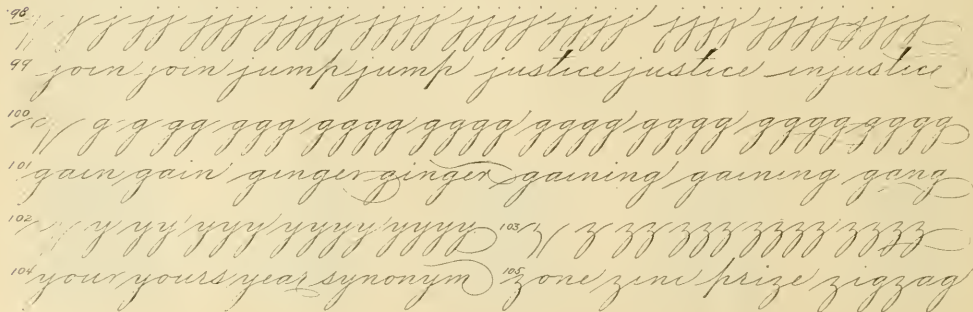 98 j j jj jjj jjjj jjjj jjjj jjjj jjjj jjjjjjjj
99 join join jump jump justice justice injustice
100 g g gg ggg gggg gggg gggg gggg gggg gggg
101 gain gain ginger ginger gaining gaining gang
102 y yy yyy yyyy yyyy 103 z zz zzz zzzz zzzz
104 your yours year synonym 105 zone prize zigzag